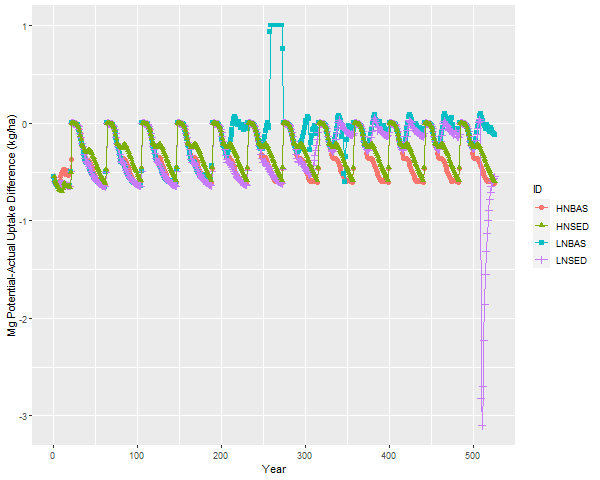 Mg Potential-Actual Uptake Difference (kg/ha)
1
0
-1
-2
-3
0
100
200
300
400
500
Year
ID
HNBAS
HNSED
LNBAS
LNSED